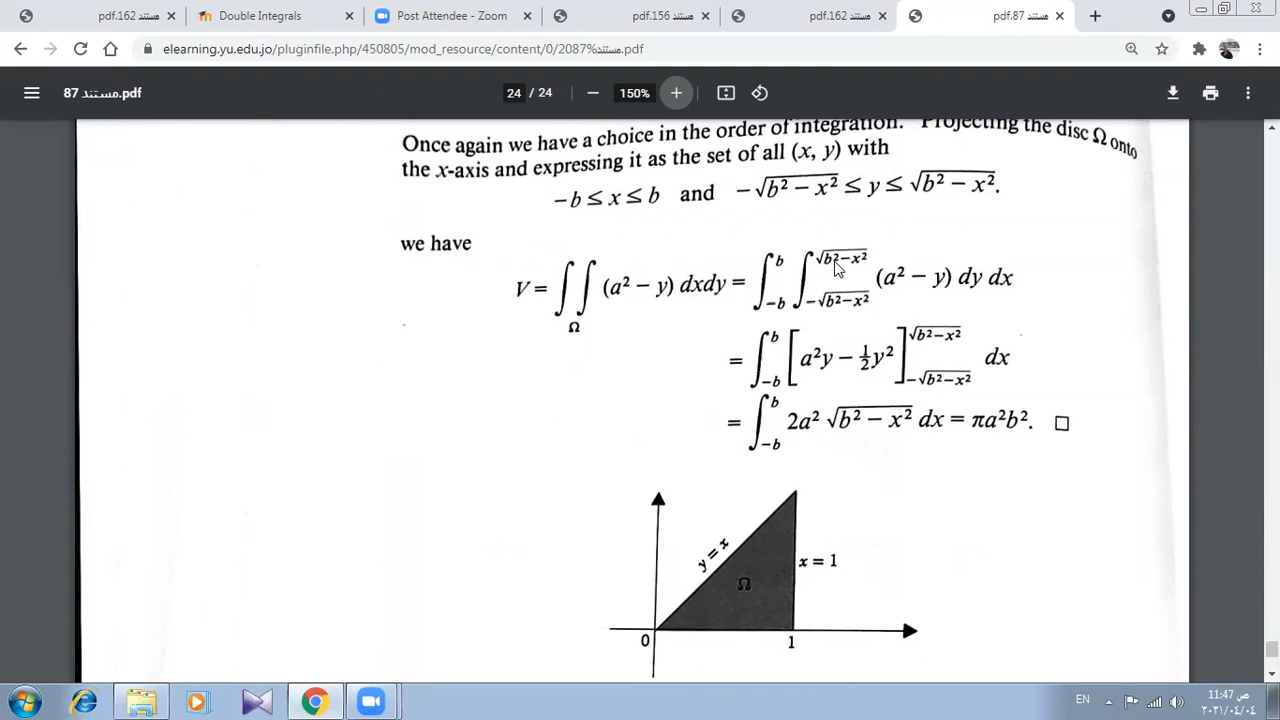 مستند 162.pdf
Double Integrals
Post Attendee - Zoom
مستند 156.pdf
مستند 162.pdf
مستند 87.pdf
elearning.yu.edu.jo/pluginfile.php/450805/mod_resource/content/0/2087%مستند.pdf
مستند 87.pdf
24 / 24
150%
Once again we have a choice in the order of integration. Projecting the disc Ω onto
the x-axis and expressing it as the set of all (x, y) with
−b ≤ x ≤ b and −√(b² − x²) ≤ y ≤ √(b² − x²).
we have
V = ∫∫_Ω (a² − y) dxdy = ∫_{−b}^{b} ∫_{−√(b²−x²)}^{√(b²−x²)} (a² − y) dy dx
= ∫_{−b}^{b} [a²y − ½y²]_{−√(b²−x²)}^{√(b²−x²)} dx
= ∫_{−b}^{b} 2a² √(b² − x²) dx = πa²b². □
y = x
x = 1
Ω
0
1
EN
11:47 ص
٢٠٢١/٠٤/٠٤